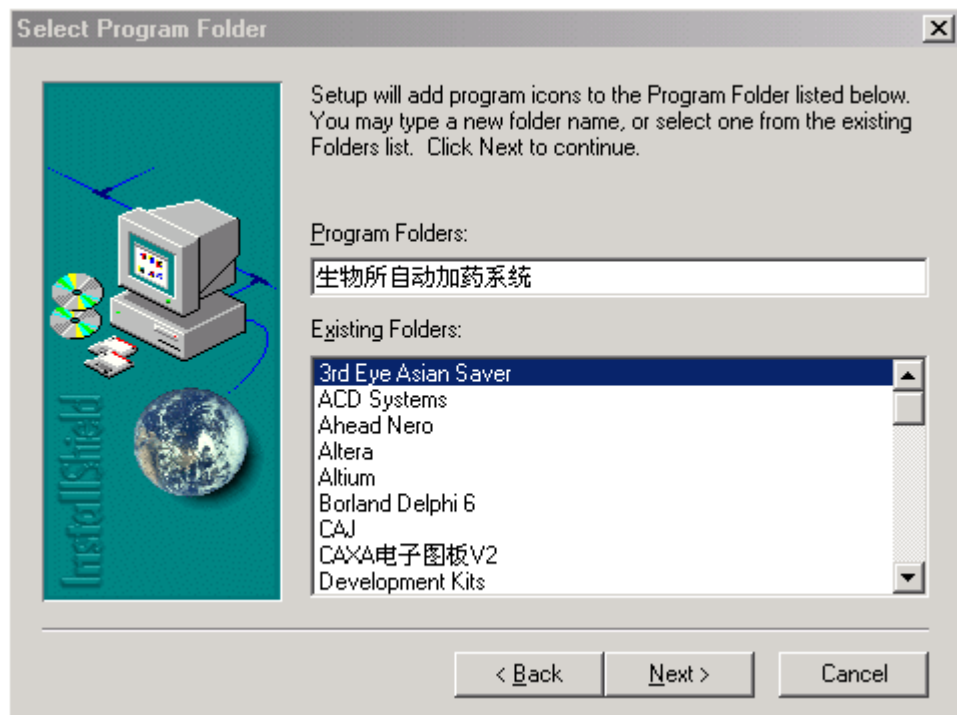 Select Program Folder
Setup will add program icons to the Program Folder listed below.
You may type a new folder name, or select one from the existing
Folders list. Click Next to continue.
Program Folders:
生物所自动加药系统
Existing Folders:
3rd Eye Asian Saver
ACD Systems
Ahead Nero
Altera
Altium
Borland Delphi 6
CAJ
CAXA电子图板V2
Development Kits
InstallShield
< Back
Next >
Cancel